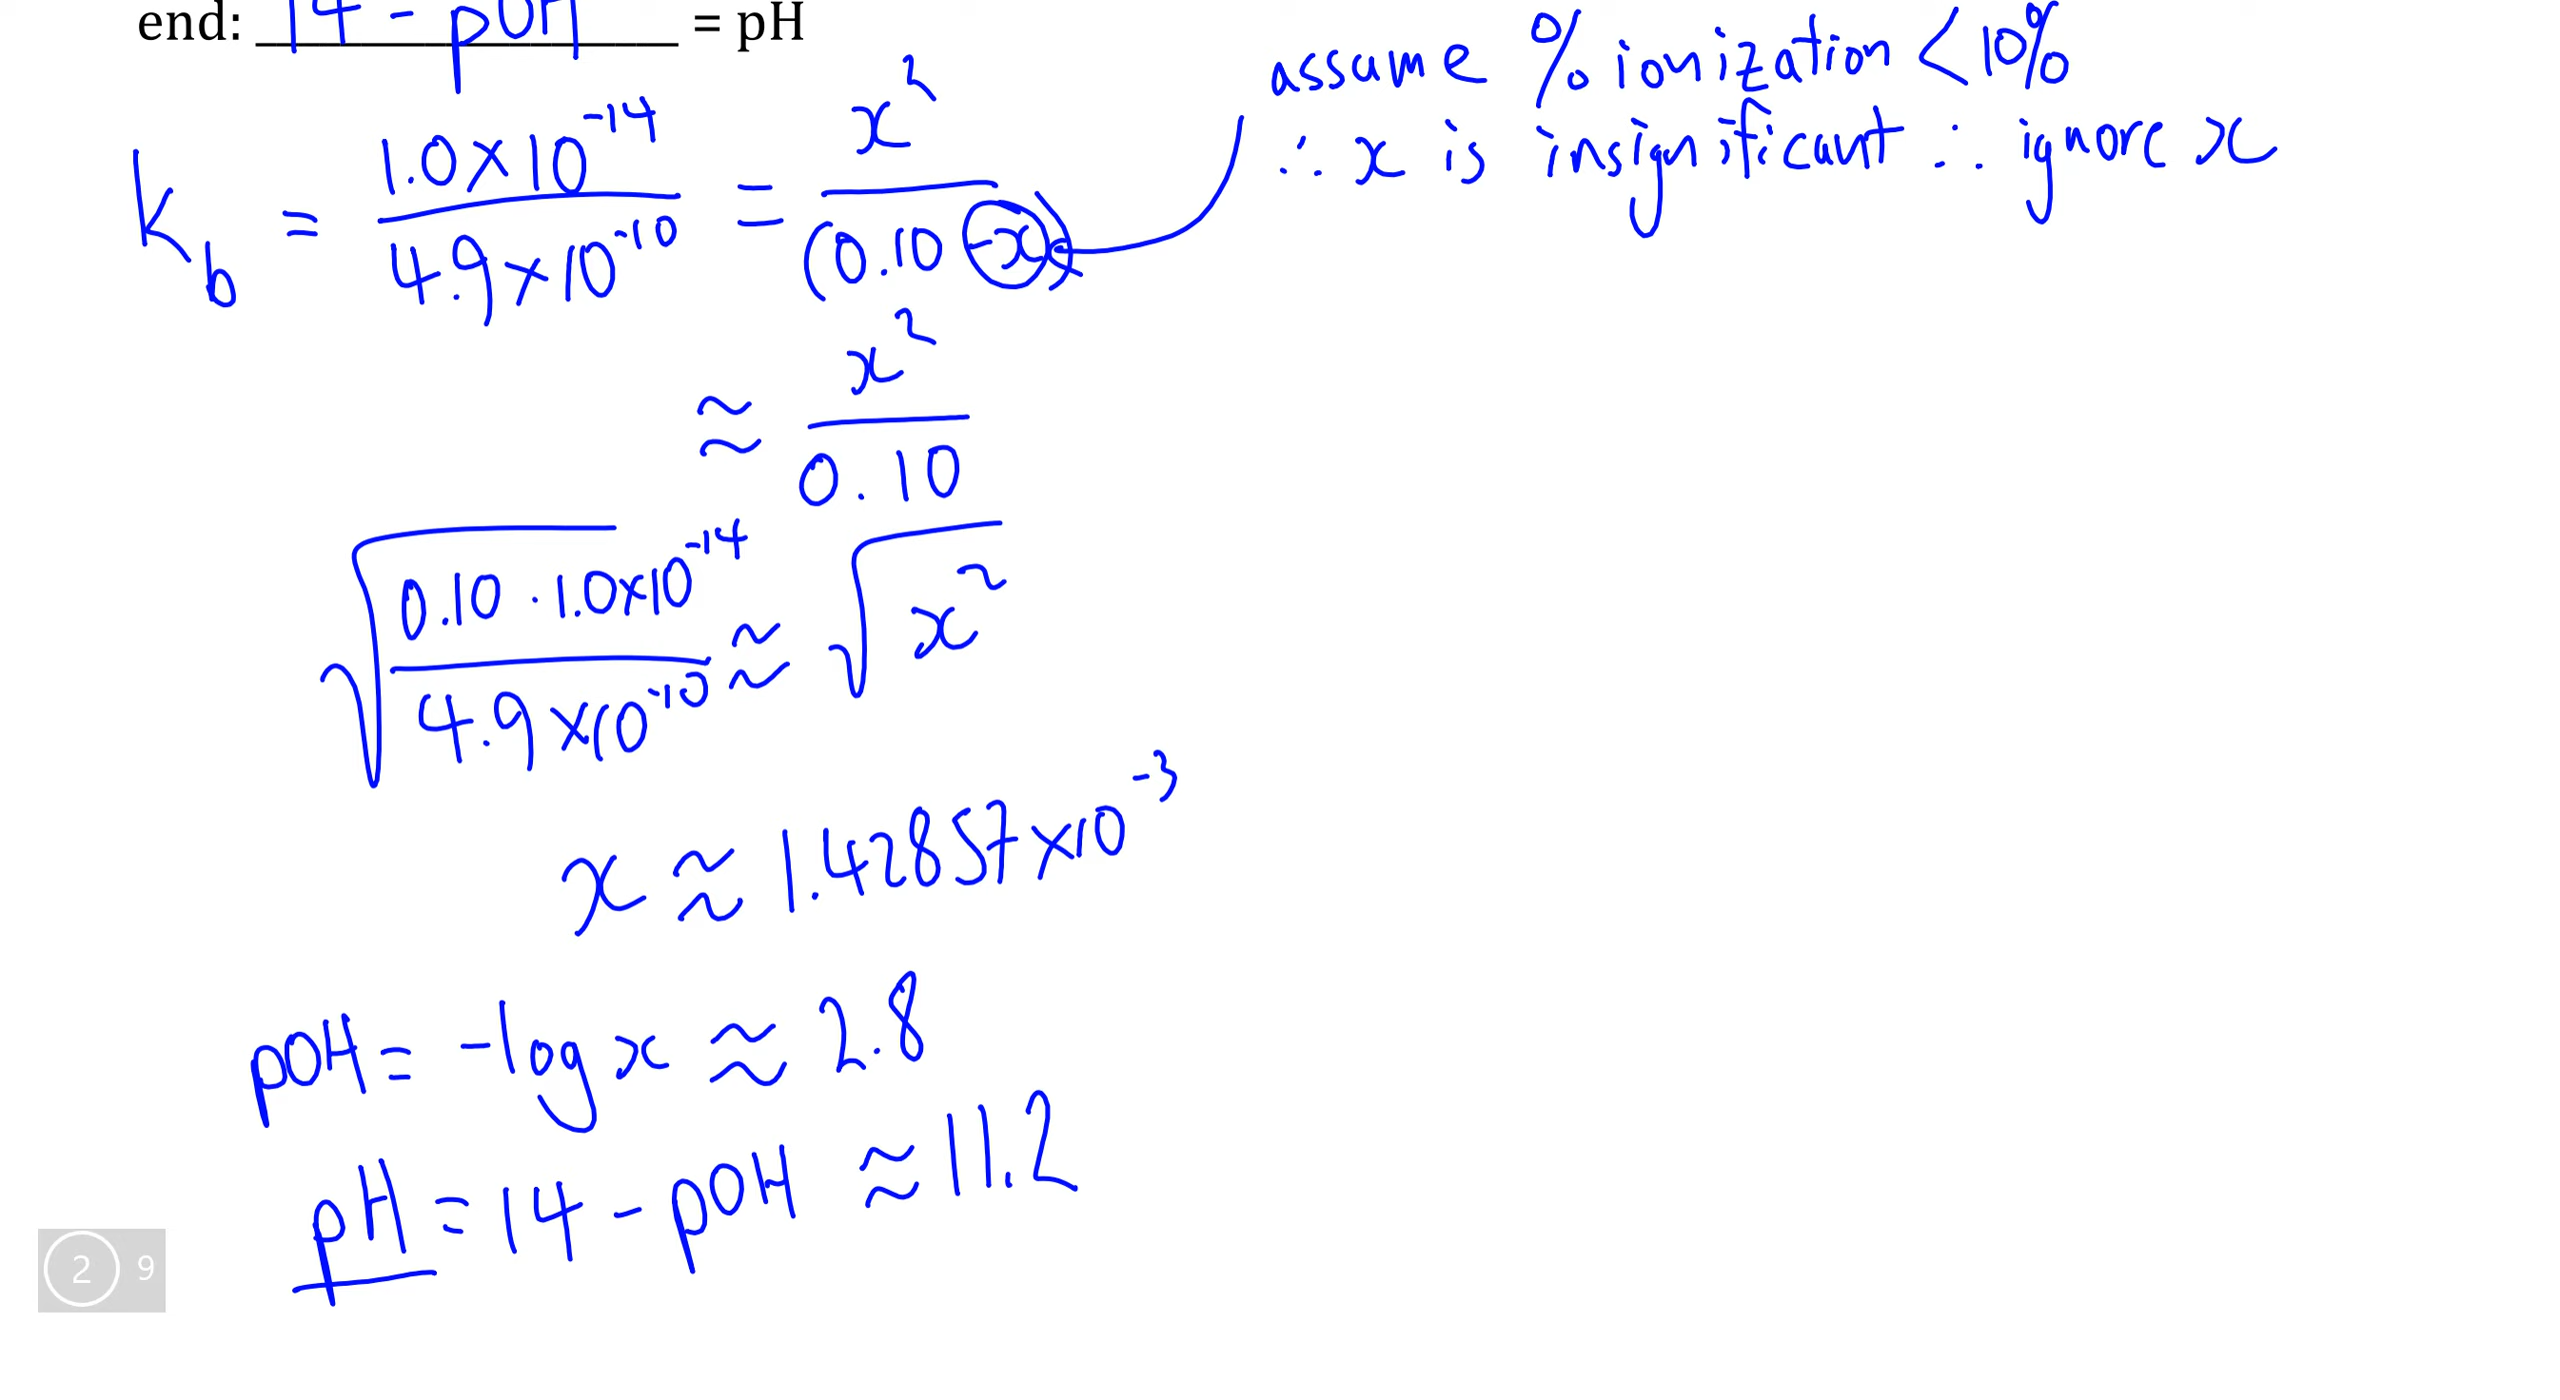 end: 14 - pOH = pH
assume % ionization < 10%
∴ x is insignificant ∴ ignore x
K_b = (1.0×10^-14)/(4.9×10^-10) = x^2/(0.10 - x)
≈ x^2/0.10
√(0.10 · 1.0×10^-14 / 4.9×10^-10) ≈ √x^2
x ≈ 1.42857×10^-3
pOH = -log x ≈ 2.8
pH = 14 - pOH ≈ 11.2
2 9